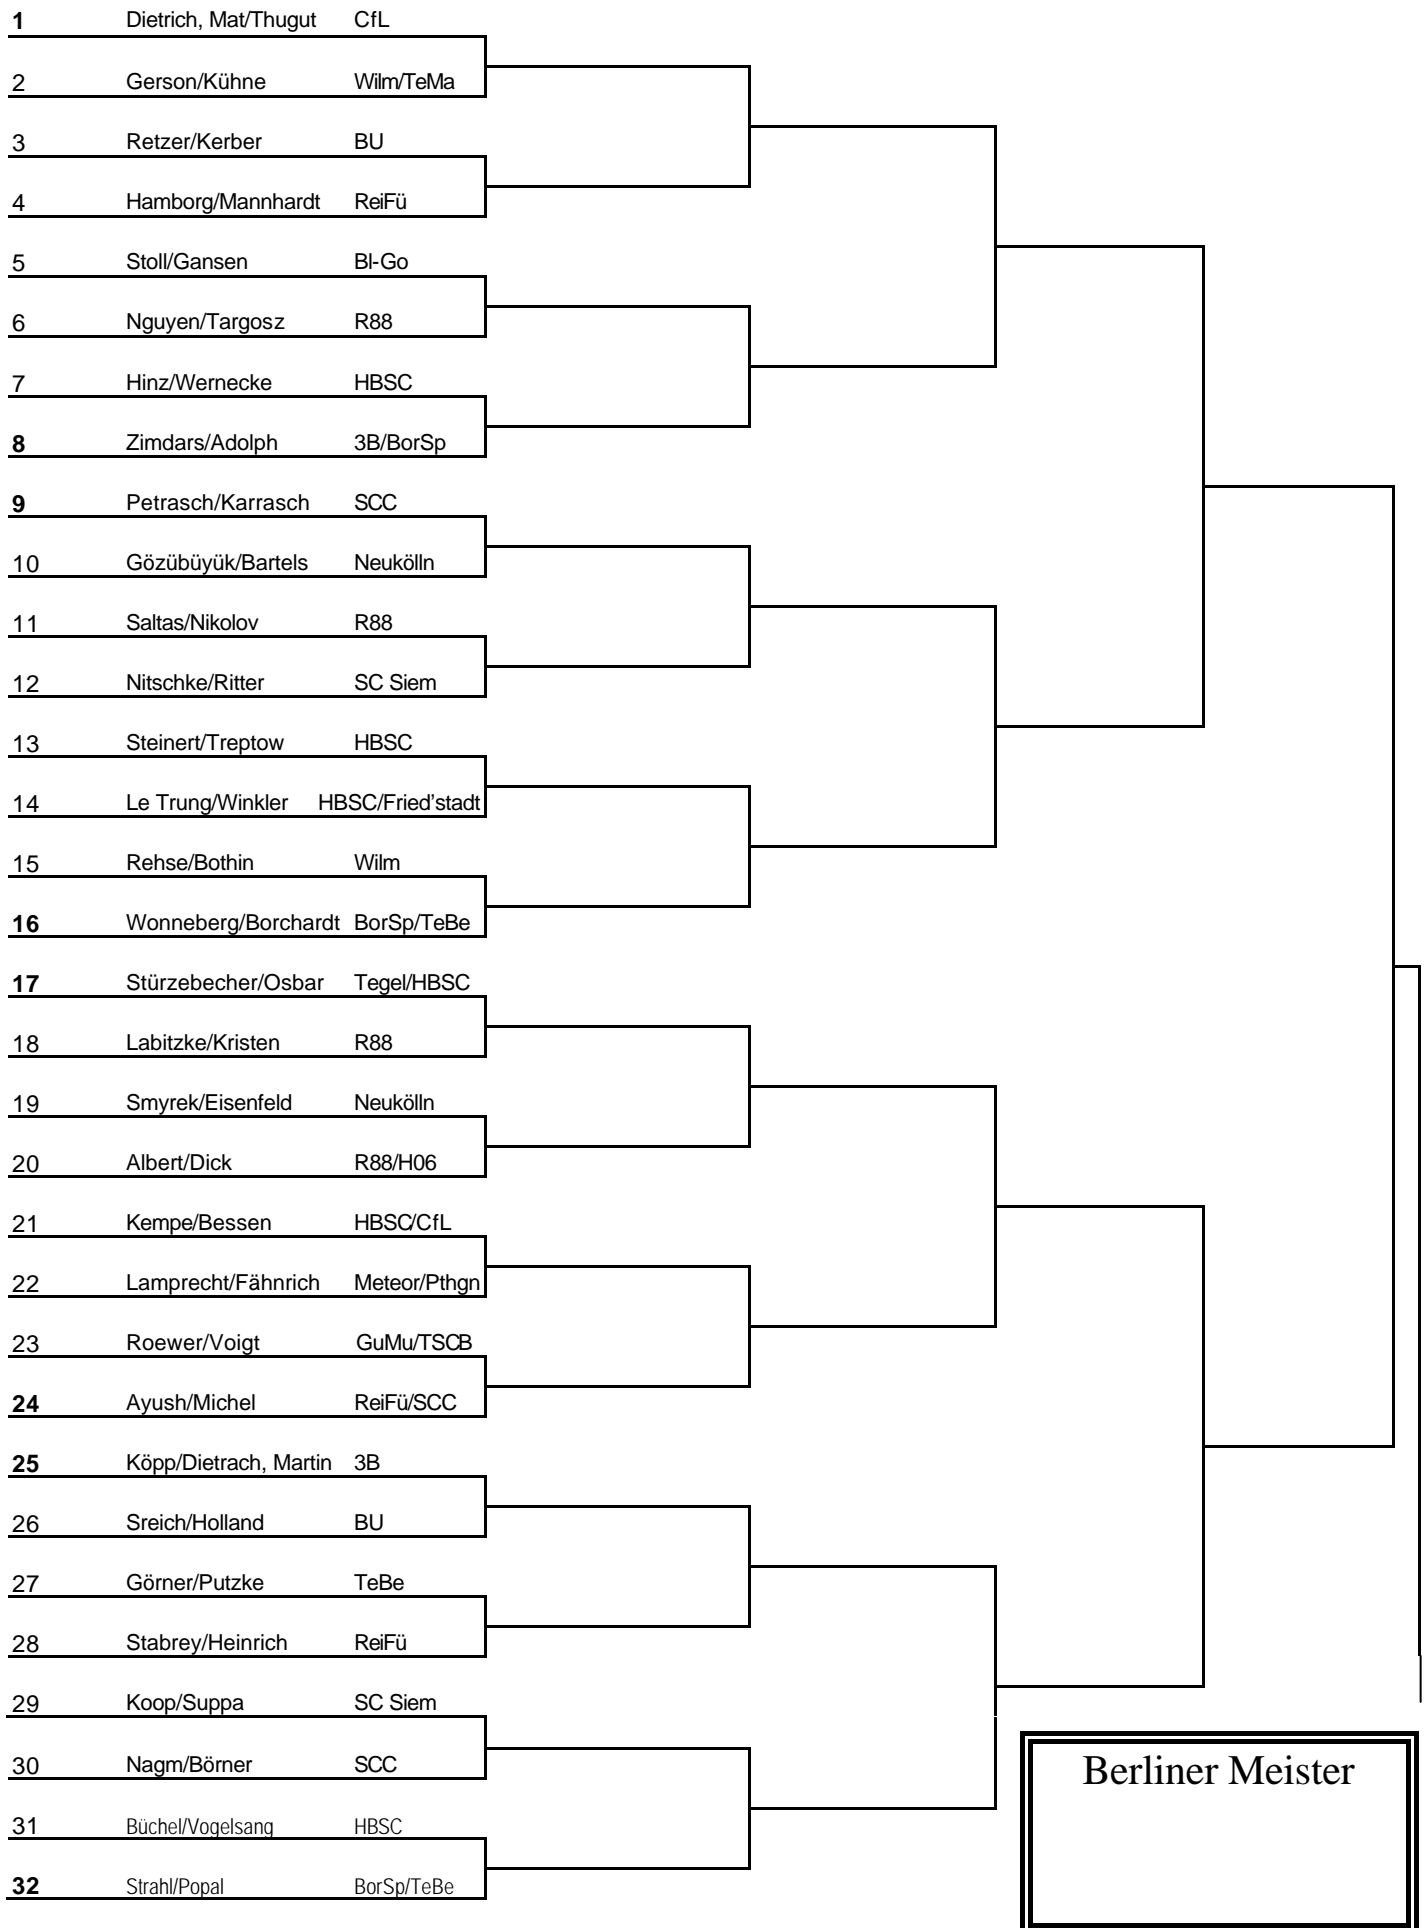 1 Dietrich, Mat/Thugut CfL
2 Gerson/Kühne Wilm/TeMa
3 Retzer/Kerber BU
4 Hamborg/Mannhardt ReiFü
5 Stoll/Gansen Bl-Go
6 Nguyen/Targosz R88
7 Hinz/Wernecke HBSC
8 Zimdars/Adolph 3B/BorSp
9 Petrasch/Karrasch SCC
10 Gözübüyük/Bartels Neukölln
11 Saltas/Nikolov R88
12 Nitschke/Ritter SC Siem
13 Steinert/Treptow HBSC
14 Le Trung/Winkler HBSC/Fried'stadt
15 Rehse/Bothin Wilm
16 Wonneberg/Borchardt BorSp/TeBe
17 Stürzebecher/Osbar Tegel/HBSC
18 Labitzke/Kristen R88
19 Smyrek/Eisenfeld Neukölln
20 Albert/Dick R88/H06
21 Kempe/Bessen HBSC/CfL
22 Lamprecht/Fähnrich Meteor/Pthgn
23 Roewer/Voigt GuMu/TSCB
24 Ayush/Michel ReiFü/SCC
25 Köpp/Dietrach, Martin 3B
26 Sreich/Holland BU
27 Görner/Putzke TeBe
28 Stabrey/Heinrich ReiFü
29 Koop/Suppa SC Siem
30 Nagm/Börner SCC
31 Büchel/Vogelsang HBSC
32 Strahl/Popal BorSp/TeBe
Berliner Meister